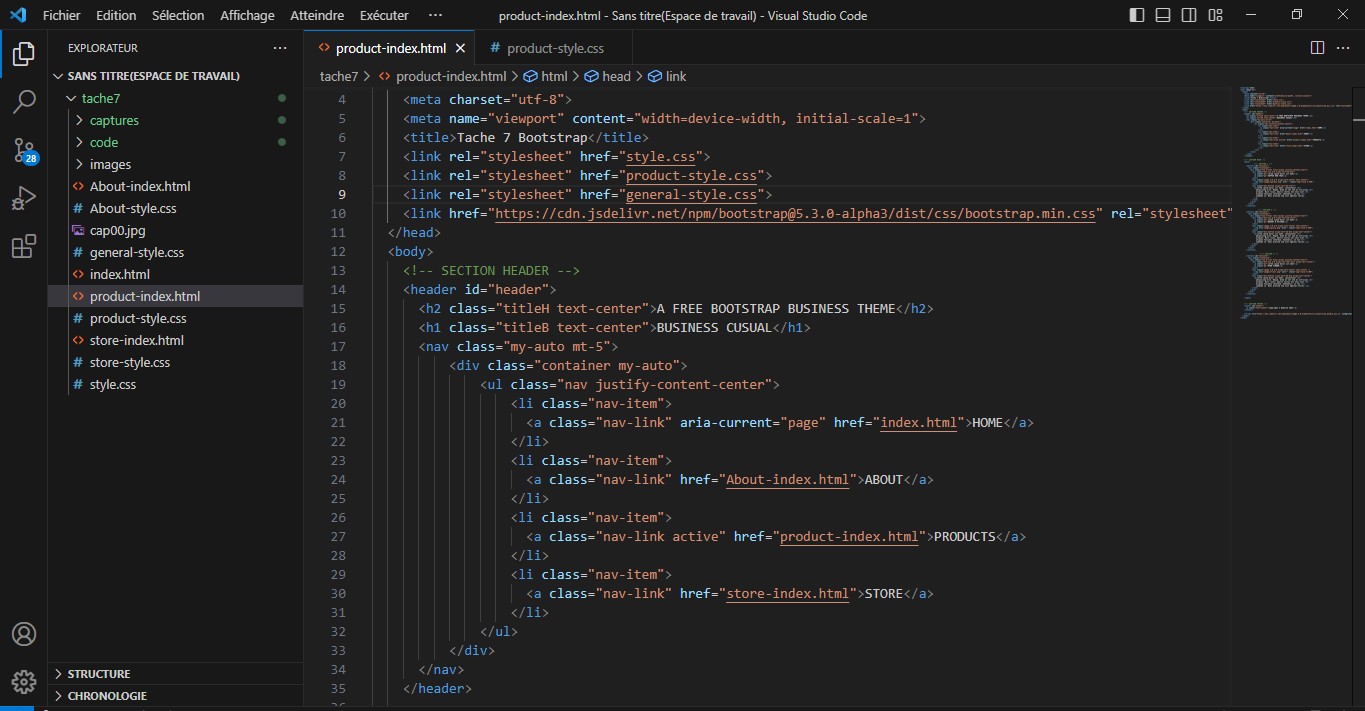 Fichier Edition Sélection Affichage Atteindre Exécuter ··· product-index.html - Sans titre(Espace de travail) - Visual Studio Code
EXPLORATEUR ···
SANS TITRE(ESPACE DE TRAVAIL)
tache7
captures
code
images
About-index.html
# About-style.css
cap00.jpg
# general-style.css
index.html
product-index.html
# product-style.css
store-index.html
# store-style.css
# style.css
STRUCTURE
CHRONOLOGIE
28
<> product-index.html # product-style.css
tache7 > <> product-index.html > html > head > link
4 <meta charset="utf-8">
5 <meta name="viewport" content="width=device-width, initial-scale=1">
6 <title>Tache 7 Bootstrap</title>
7 <link rel="stylesheet" href="style.css">
8 <link rel="stylesheet" href="product-style.css">
9 <link rel="stylesheet" href="general-style.css">
10 <link href="https://cdn.jsdelivr.net/npm/bootstrap@5.3.0-alpha3/dist/css/bootstrap.min.css" rel="stylesheet"
11 </head>
12 <body>
13 <!-- SECTION HEADER -->
14 <header id="header">
15 <h2 class="titleH text-center">A FREE BOOTSTRAP BUSINESS THEME</h2>
16 <h1 class="titleB text-center">BUSINESS CUSUAL</h1>
17 <nav class="my-auto mt-5">
18 <div class="container my-auto">
19 <ul class="nav justify-content-center">
20 <li class="nav-item">
21 <a class="nav-link" aria-current="page" href="index.html">HOME</a>
22 </li>
23 <li class="nav-item">
24 <a class="nav-link" href="About-index.html">ABOUT</a>
25 </li>
26 <li class="nav-item">
27 <a class="nav-link active" href="product-index.html">PRODUCTS</a>
28 </li>
29 <li class="nav-item">
30 <a class="nav-link" href="store-index.html">STORE</a>
31 </li>
32 </ul>
33 </div>
34 </nav>
35 </header>